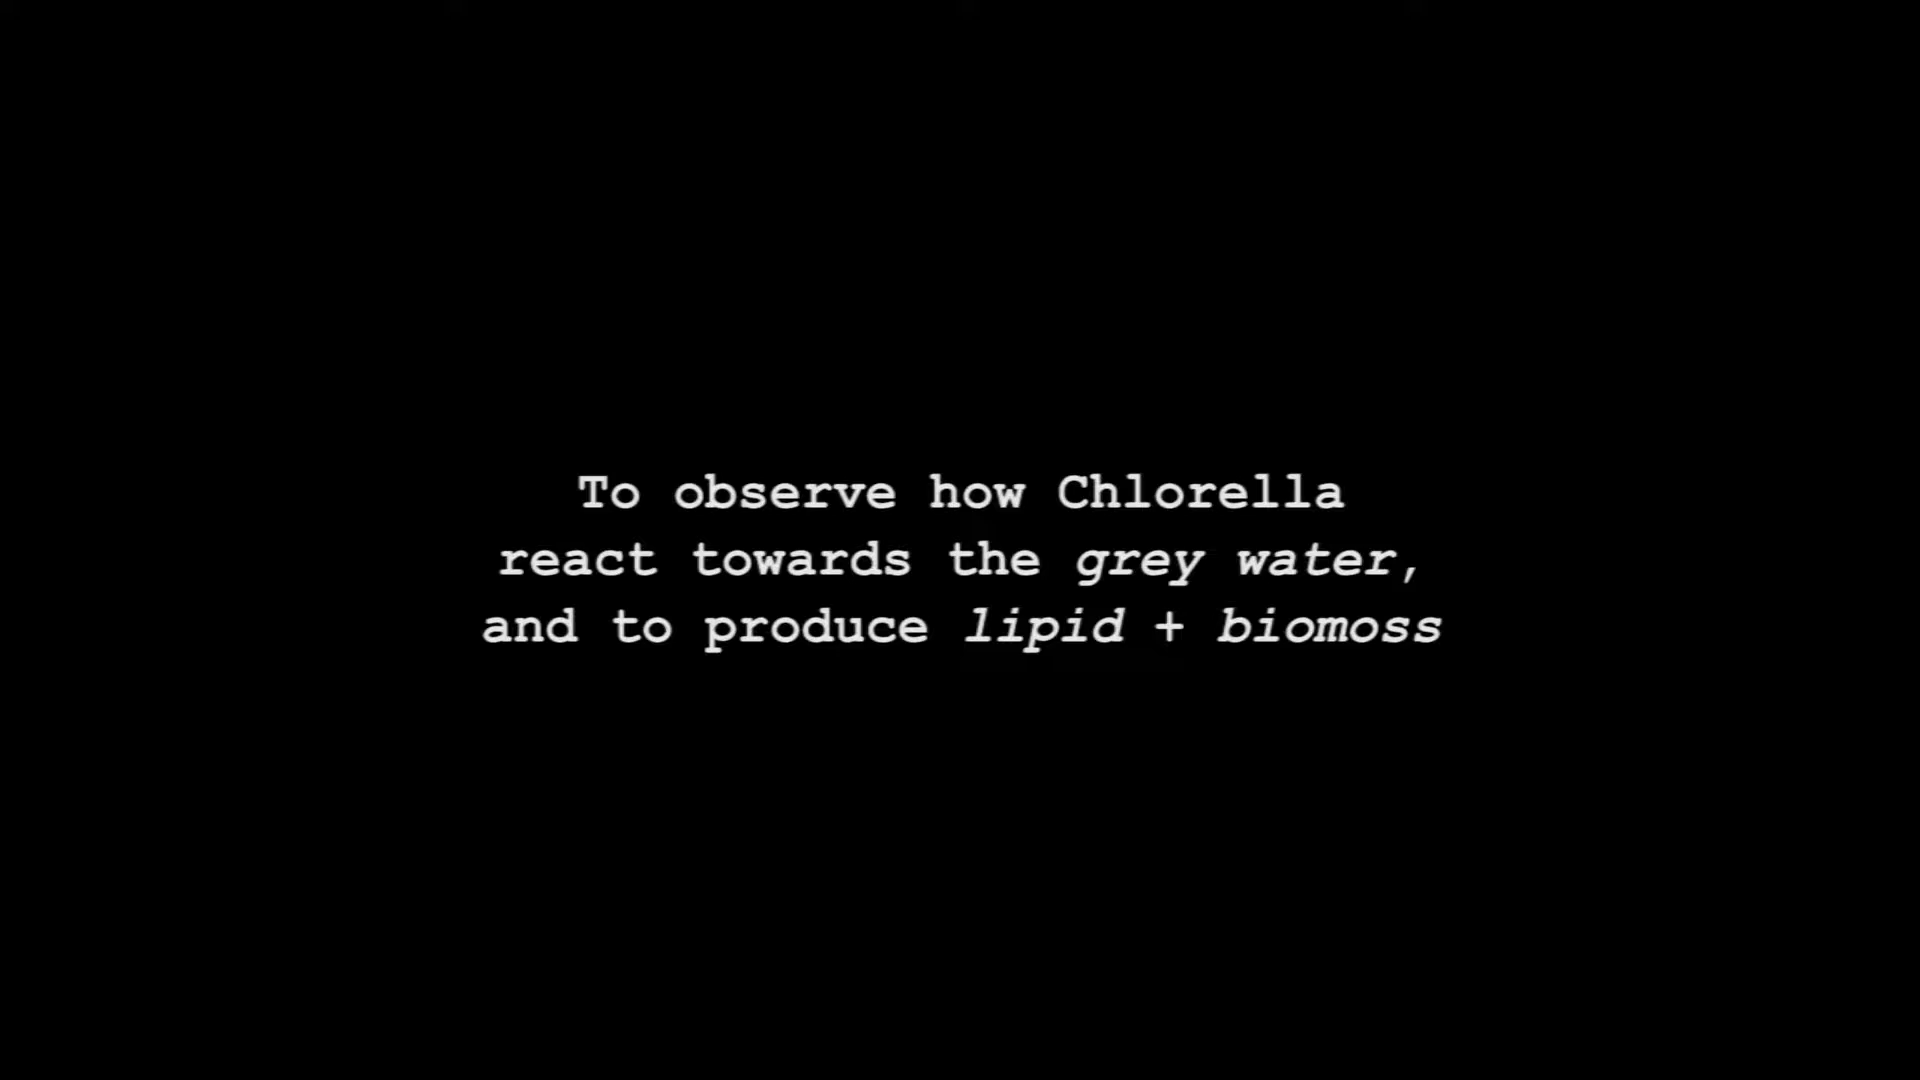 To observe how Chlorella
react towards the grey water,
and to produce lipid + biomoss